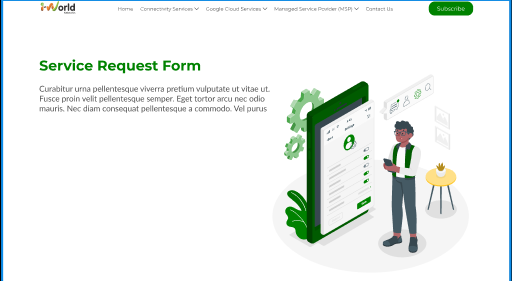 i-World
Home Connectivity Services Google Cloud Services Managed Service Provider (MSP) Contact Us Subscribe
Service Request Form
Curabitur urna pellentesque viverra pretium vulputate ut vitae ut.
Fusce proin velit pellentesque semper. Eget tortor arcu nec odio
mauris. Nec diam consequat pellentesque a commodo. Vel purus